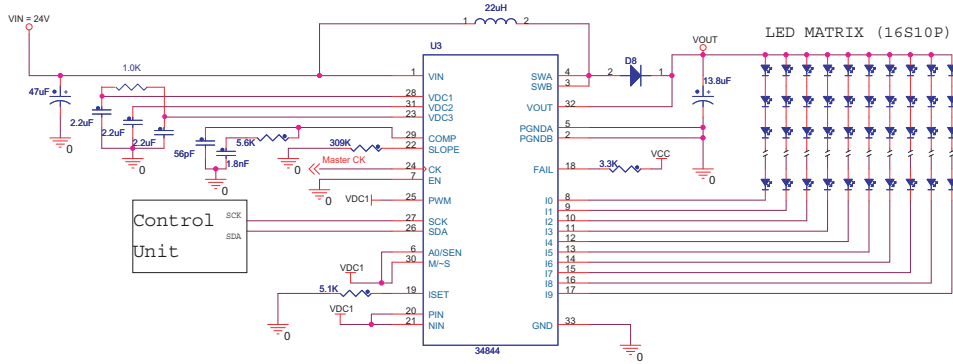 22uH
1 2
VIN = 24V
LED MATRIX (16S10P)
VOUT
U3
1.0K
D8
1 VIN SWA 4 2 1
SWB 3
47uF
13.8uF
28 VDC1
31 VDC2 VOUT 32
23 VDC3
2.2uF 2.2uF 2.2uF
PGNDA 5
PGNDB 2
0
29 COMP
5.6K
22 SLOPE
309K
56pF 1.8nF
0
0
0
0
Master CK
24 CK FAIL 18 3.3K VCC
7 EN
0
0
VDC1 25 PWM I0 8
I1 9
Control Unit
SCK 27 SCK I2 10
SDA 26 SDA I3 11
I4 12
6 A0/SEN I5 13
30 M/~S I6 14
VDC1
I7 15
I8 16
5.1K 19 ISET I9 17
VDC1
20 PIN
21 NIN GND 33
0
0
34844